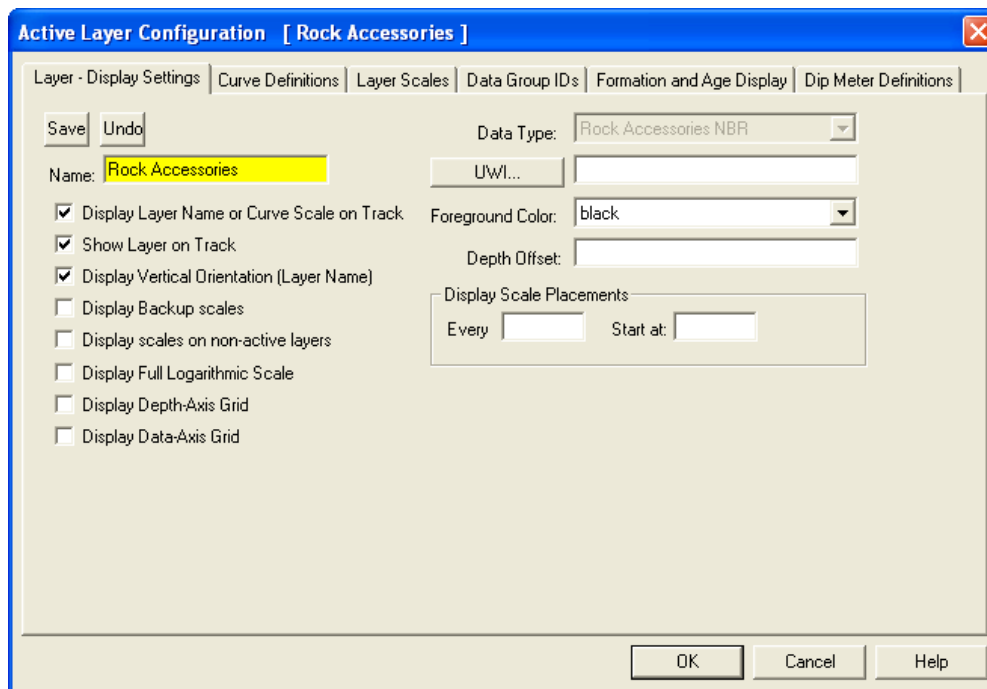 Active Layer Configuration [ Rock Accessories ]
Layer - Display Settings Curve Definitions Layer Scales Data Group IDs Formation and Age Display Dip Meter Definitions
Save Undo
Name: Rock Accessories
Display Layer Name or Curve Scale on Track
Show Layer on Track
Display Vertical Orientation (Layer Name)
Display Backup scales
Display scales on non-active layers
Display Full Logarithmic Scale
Display Depth-Axis Grid
Display Data-Axis Grid
Data Type: Rock Accessories NBR
UWI...
Foreground Color: black
Depth Offset:
Display Scale Placements
Every Start at:
OK Cancel Help